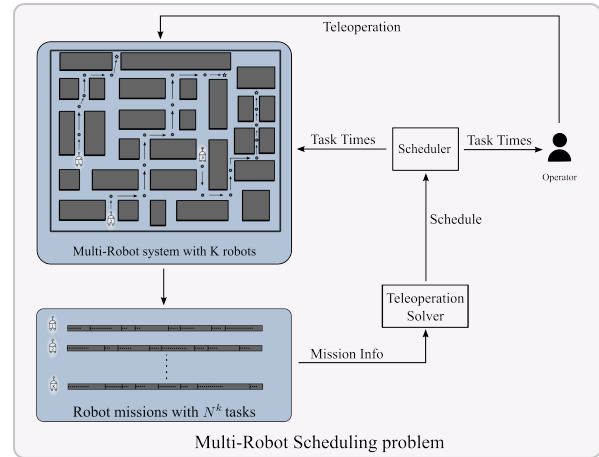 Teleoperation
Task Times
Scheduler
Task Times
Operator
Schedule
Multi-Robot system with K robots
Teleoperation
Solver
Mission Info
Robot missions with $N^k$ tasks
Multi-Robot Scheduling problem